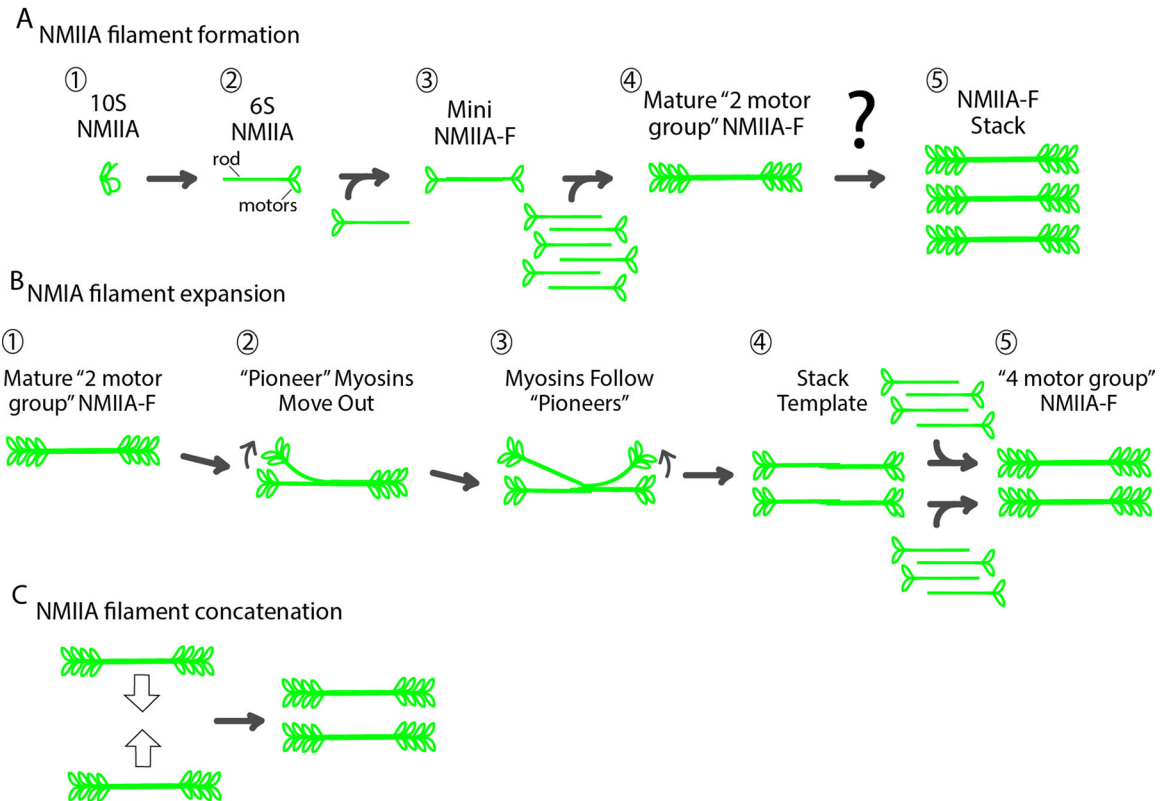 A
NMIIA filament formation
①
10S
NMIIA
②
6S
NMIIA
rod
motors
③
Mini
NMIIA-F
④
Mature “2 motor
group” NMIIA-F
?
⑤
NMIIA-F
Stack
B
NMIA filament expansion
①
Mature “2 motor
group” NMIIA-F
②
“Pioneer” Myosins
Move Out
③
Myosins Follow
“Pioneers”
④
Stack
Template
⑤
“4 motor group”
NMIIA-F
C
NMIIA filament concatenation